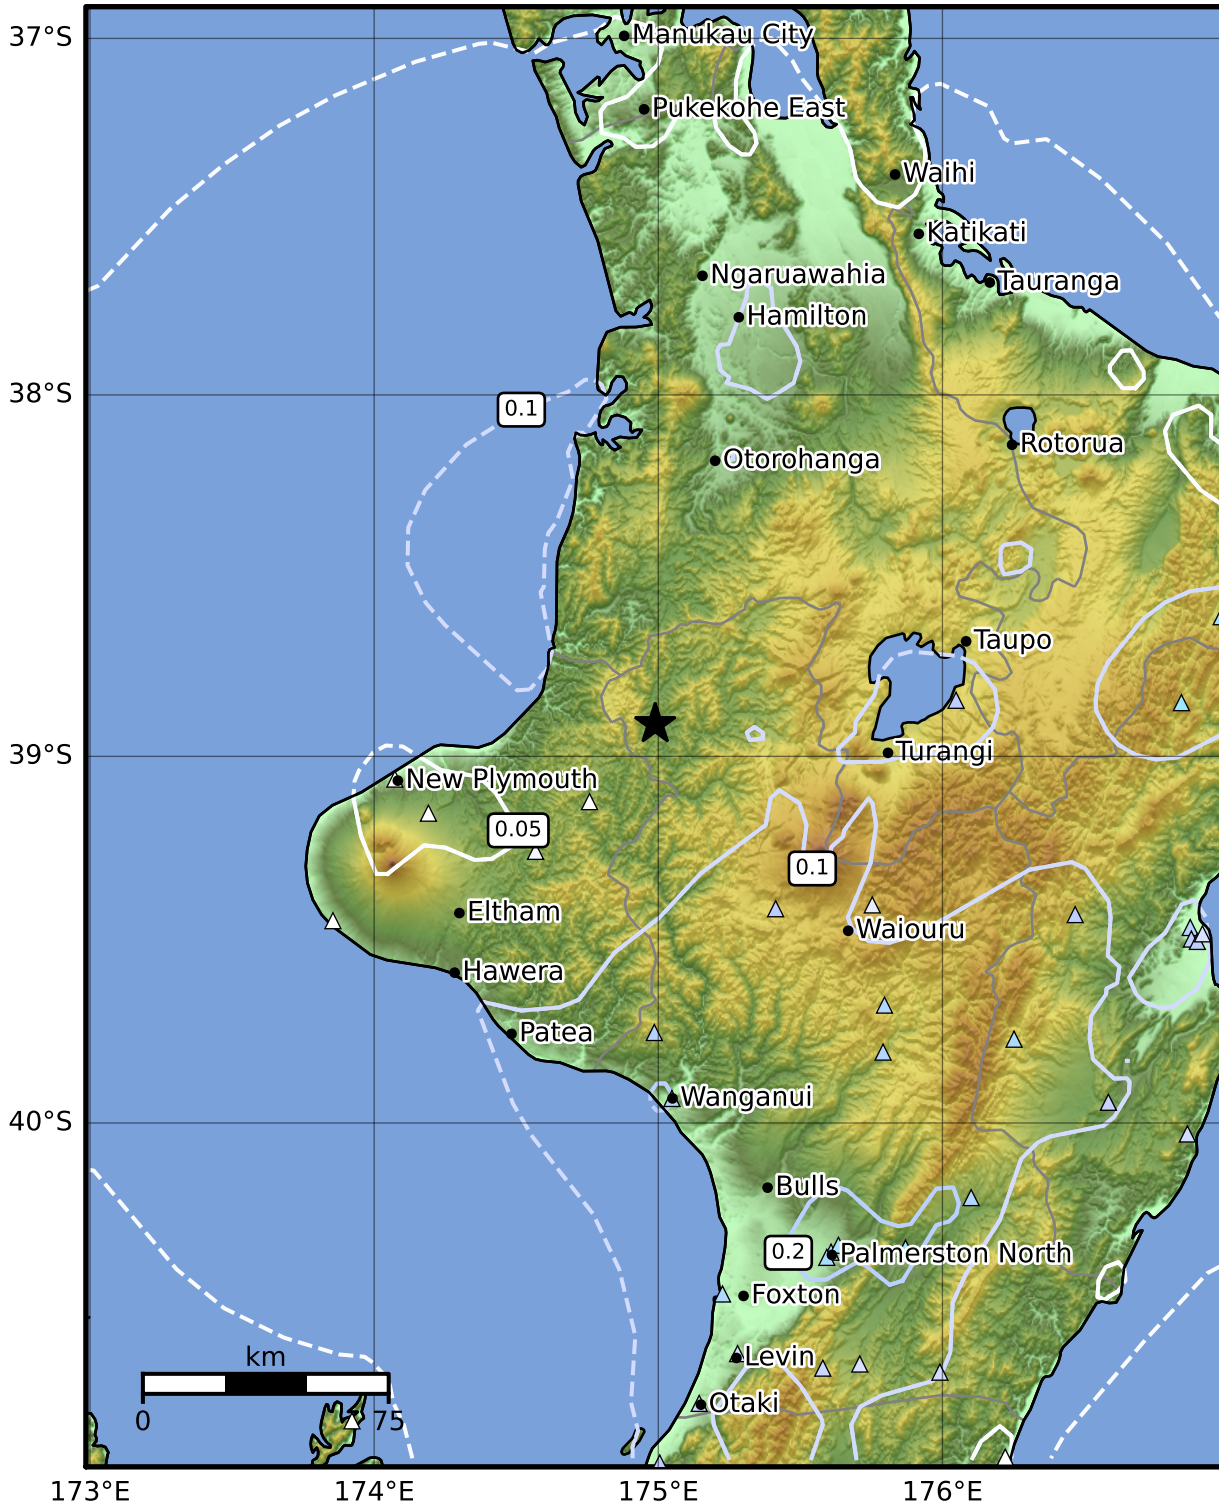 37°S
Manukau City
Pukekohe East
Waihi
Katikati
Ngaruawahia
Tauranga
Hamilton
38°S
0.1
Rotorua
Otorohanga
Taupo
39°S
Turangi
New Plymouth
0.05
0.1
Eltham
Waiouru
Hawera
Patea
Wanganui
40°S
Bulls
0.2
Palmerston North
Foxton
km
Levin
Otaki
0
75
173°E
174°E
175°E
176°E